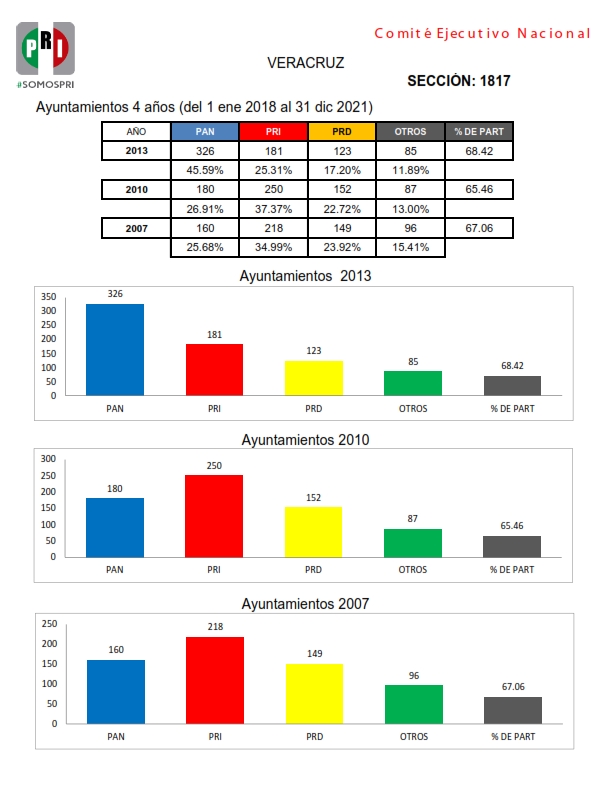 PRI
Comité Ejecutivo Nacional
#SOMOSPRI
VERACRUZ
SECCIÓN: 1817
Ayuntamientos 4 años (del 1 ene 2018 al 31 dic 2021)
AÑO PAN PRI PRD OTROS % DE PART
2013 326 181 123 85 68.42
45.59% 25.31% 17.20% 11.89%
2010 180 250 152 87 65.46
26.91% 37.37% 22.72% 13.00%
2007 160 218 149 96 67.06
25.68% 34.99% 23.92% 15.41%
Ayuntamientos 2013
350
300
250
200
150
100
50
0
326 181 123 85 68.42
PAN PRI PRD OTROS % DE PART
Ayuntamientos 2010
300
250
200
150
100
50
0
180 250 152 87 65.46
PAN PRI PRD OTROS % DE PART
Ayuntamientos 2007
250
200
150
100
50
0
160 218 149 96 67.06
PAN PRI PRD OTROS % DE PART